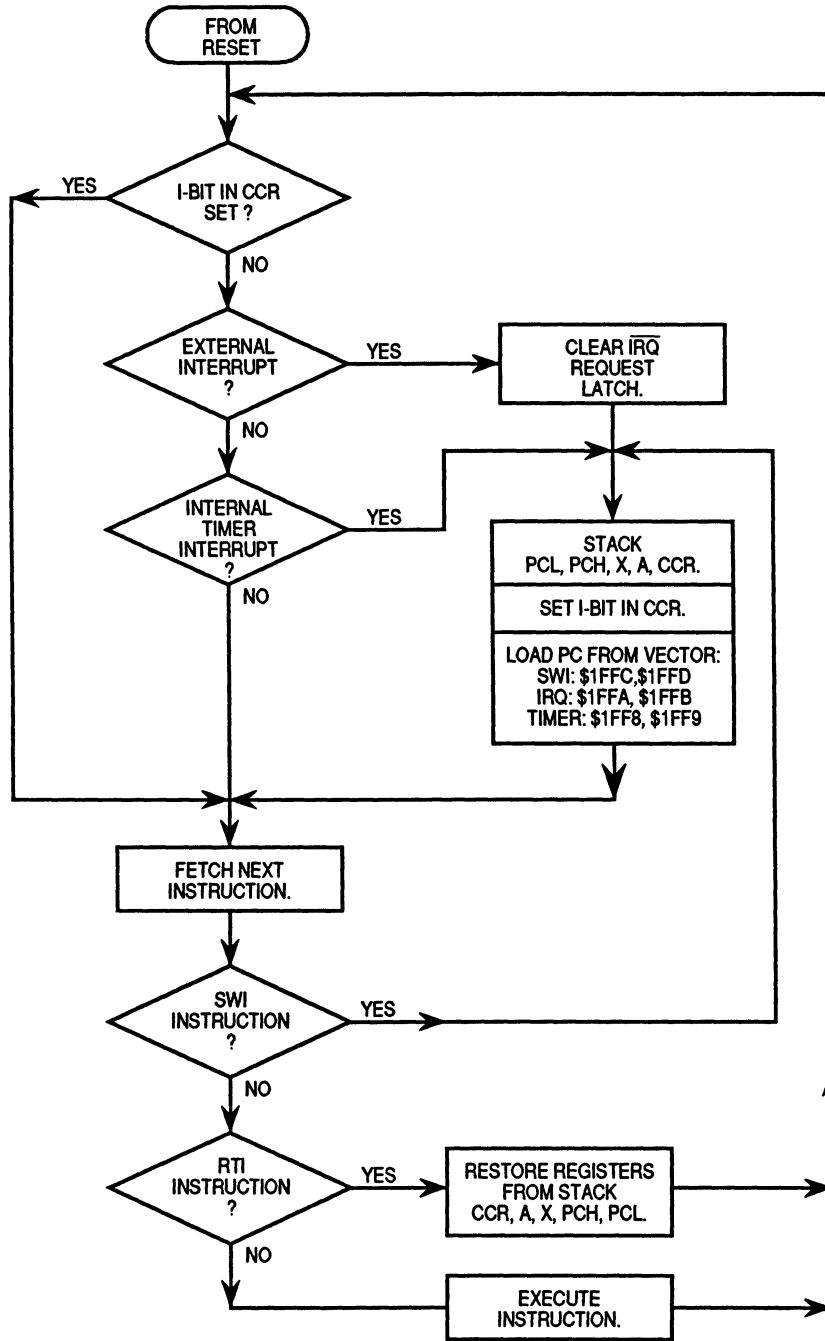 FROM
RESET
YES
I-BIT IN CCR
SET ?
NO
EXTERNAL
INTERRUPT
?
YES
CLEAR I̅R̅Q̅
REQUEST
LATCH.
NO
INTERNAL
TIMER
INTERRUPT
?
YES
NO
STACK
PCL, PCH, X, A, CCR.
SET I-BIT IN CCR.
LOAD PC FROM VECTOR:
SWI: $1FFC,$1FFD
IRQ: $1FFA, $1FFB
TIMER: $1FF8, $1FF9
FETCH NEXT
INSTRUCTION.
SWI
INSTRUCTION
?
YES
NO
RTI
INSTRUCTION
?
YES
RESTORE REGISTERS
FROM STACK
CCR, A, X, PCH, PCL.
NO
EXECUTE
INSTRUCTION.